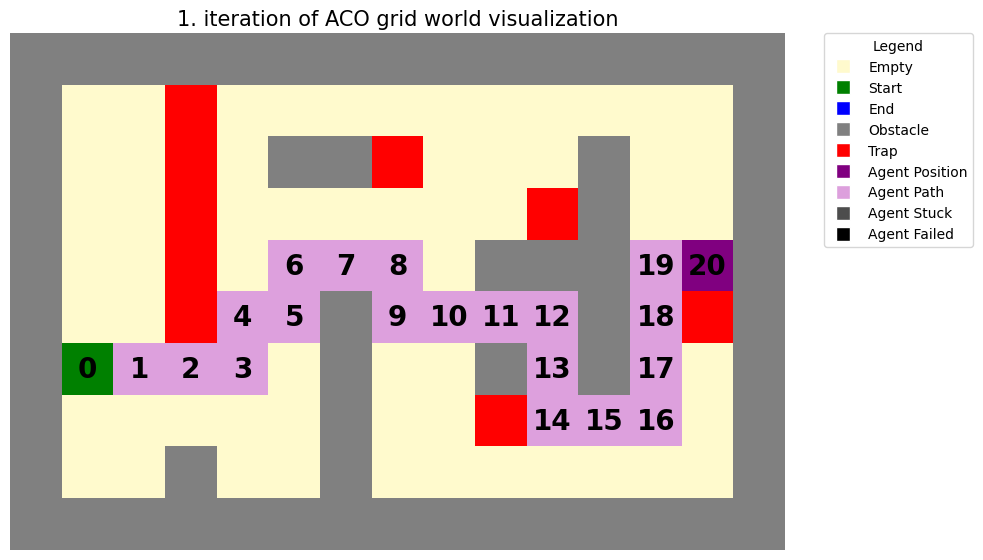 1. iteration of ACO grid world visualization
Legend
Empty
Start
End
Obstacle
Trap
Agent Position
Agent Path
Agent Stuck
Agent Failed
6 7 8 19 20
4 5 9 10 11 12 18
0 1 2 3 13 17
14 15 16